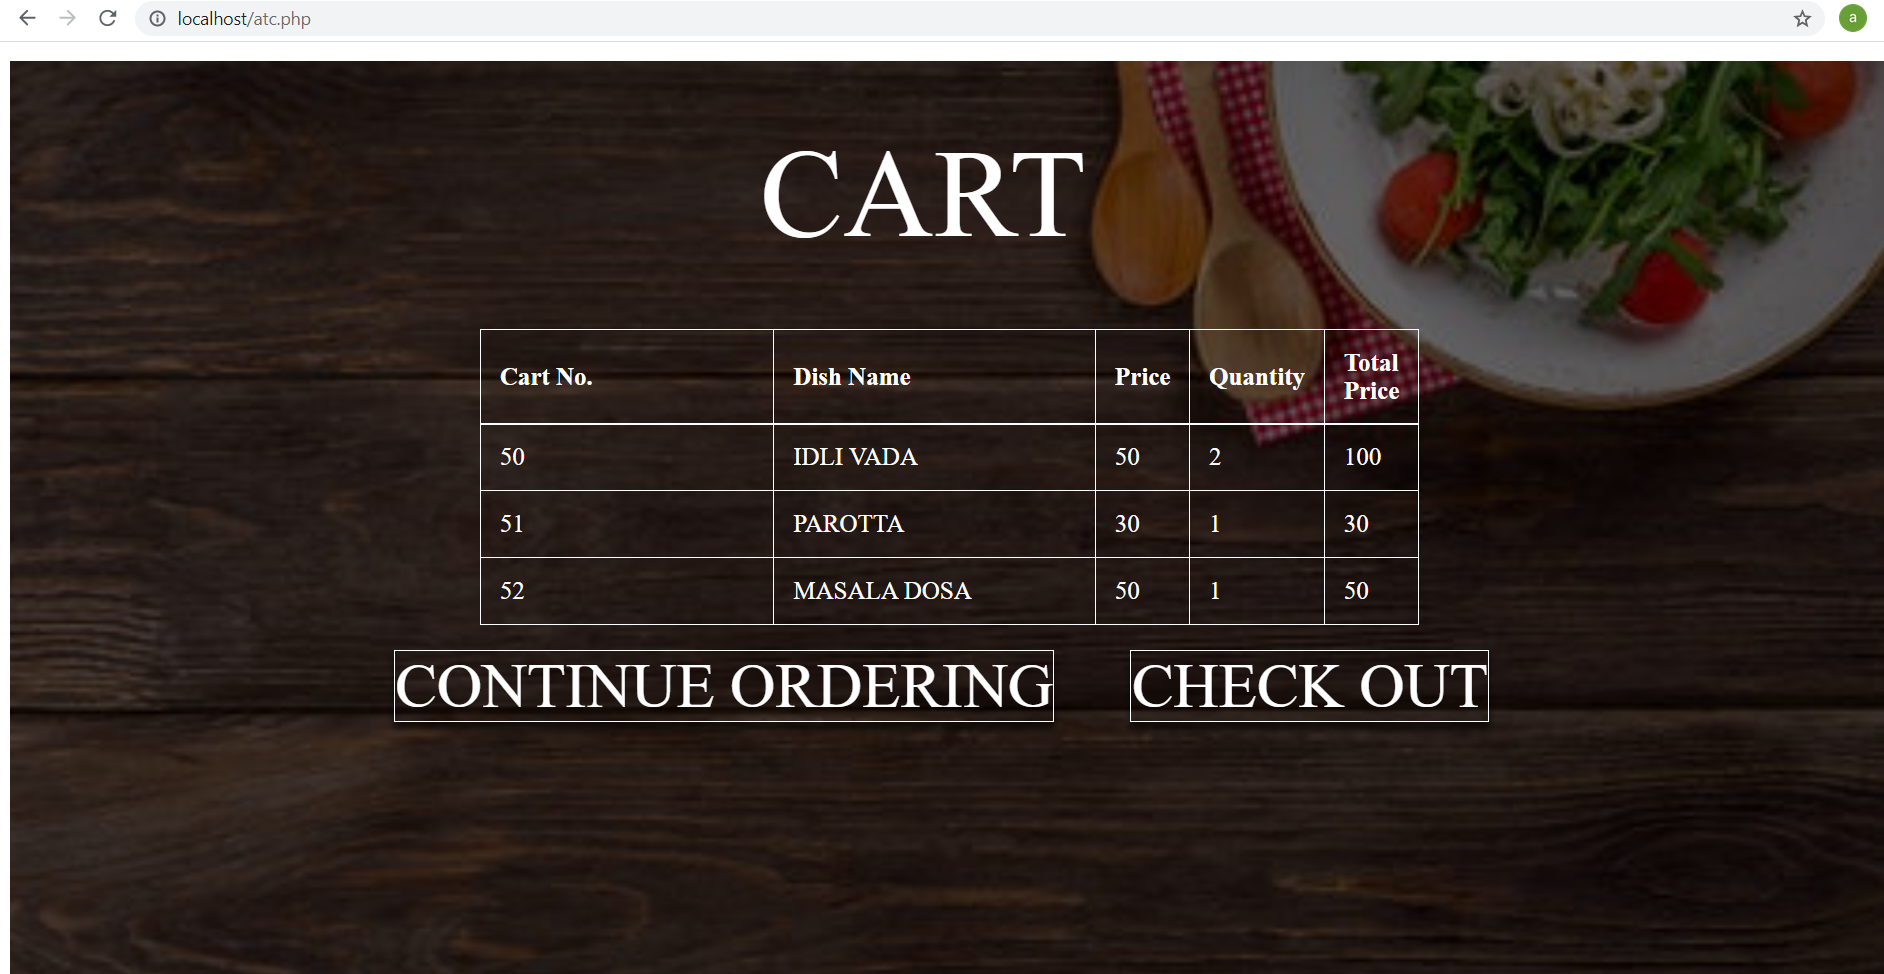 localhost/atc.php
a
CART
Cart No. Dish Name Price Quantity Total Price
50 IDLI VADA 50 2 100
51 PAROTTA 30 1 30
52 MASALA DOSA 50 1 50
CONTINUE ORDERING CHECK OUT